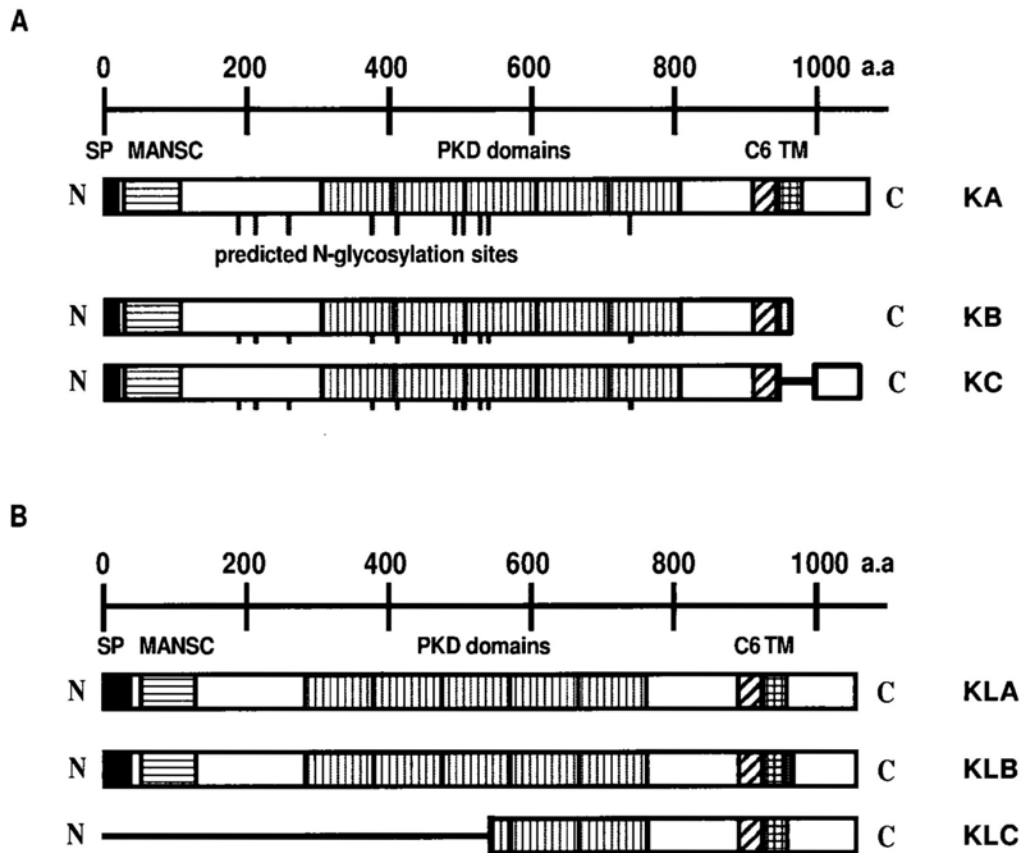 A
0 200 400 600 800 1000 a.a
SP MANSC PKD domains C6 TM
N C KA
predicted N-glycosylation sites
N C KB
N C KC
B
0 200 400 600 800 1000 a.a
SP MANSC PKD domains C6 TM
N C KLA
N C KLB
N C KLC